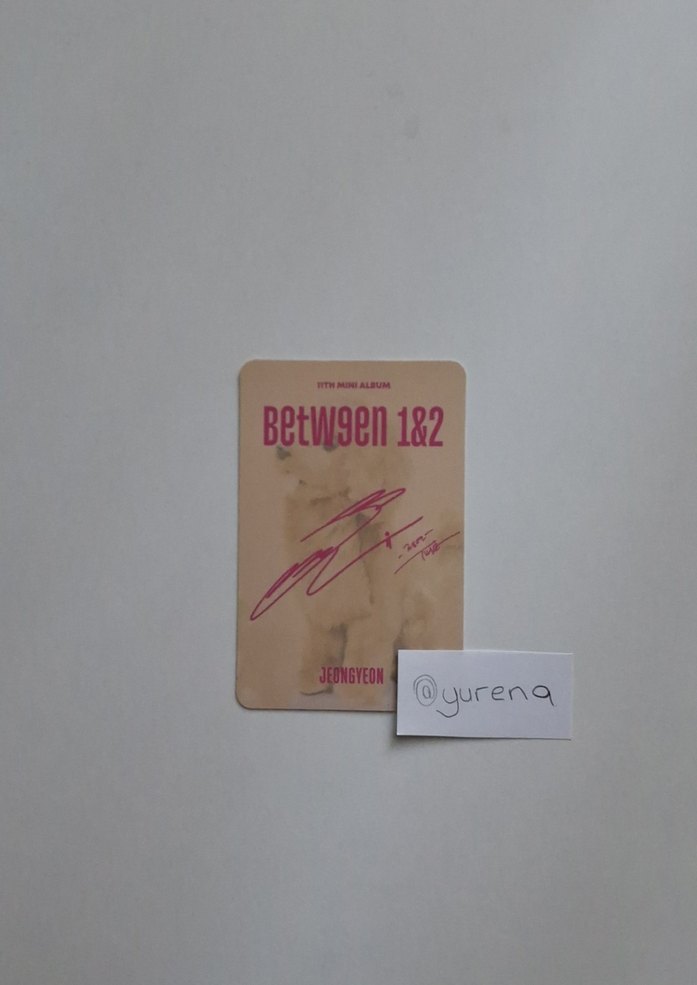 11TH MINI ALBUM
BetW9en 1&2
JEONGYEON
@yurena